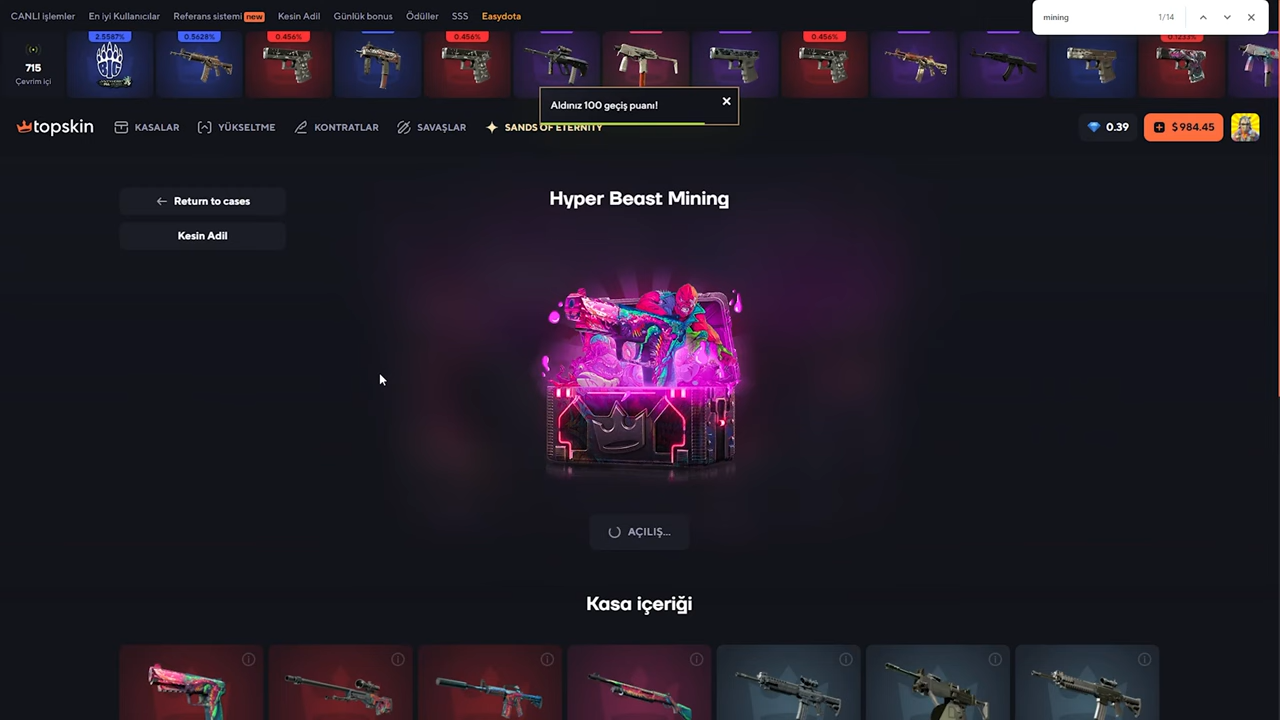 CANLI işlemler En iyi Kullanıcılar Referans sistemi new Kesin Adil Günlük bonus Ödüller SSS Easydota
mining 1/14
2.5587% 0.5628% 0.456% 0.456% 0.456%
715
Çevrim içi
Aldınız 100 geçiş puanı!
topskin KASALAR YÜKSELTME KONTRATLAR SAVAŞLAR SANDS OF ETERNITY 0.39 $984.45
Return to cases
Hyper Beast Mining
Kesin Adil
AÇILIŞ...
Kasa içeriği